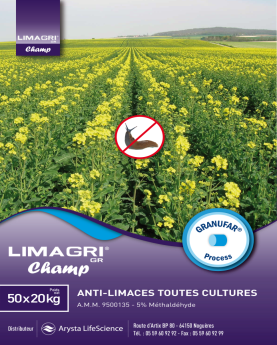 LIMAGRI®
Champ
GRANUFAR®
Process
LIMAGRI®
GR
Champ
50x20kg
ANTI-LIMACES TOUTES CULTURES
A.M.M. 9500135 - 5% Méthaldéhyde
Distributeur
Arysta LifeScience
Route d'Artix BP 80 - 64150 Noguères
Tél. : 05 59 60 92 92 - Fax : 05 59 60 92 99